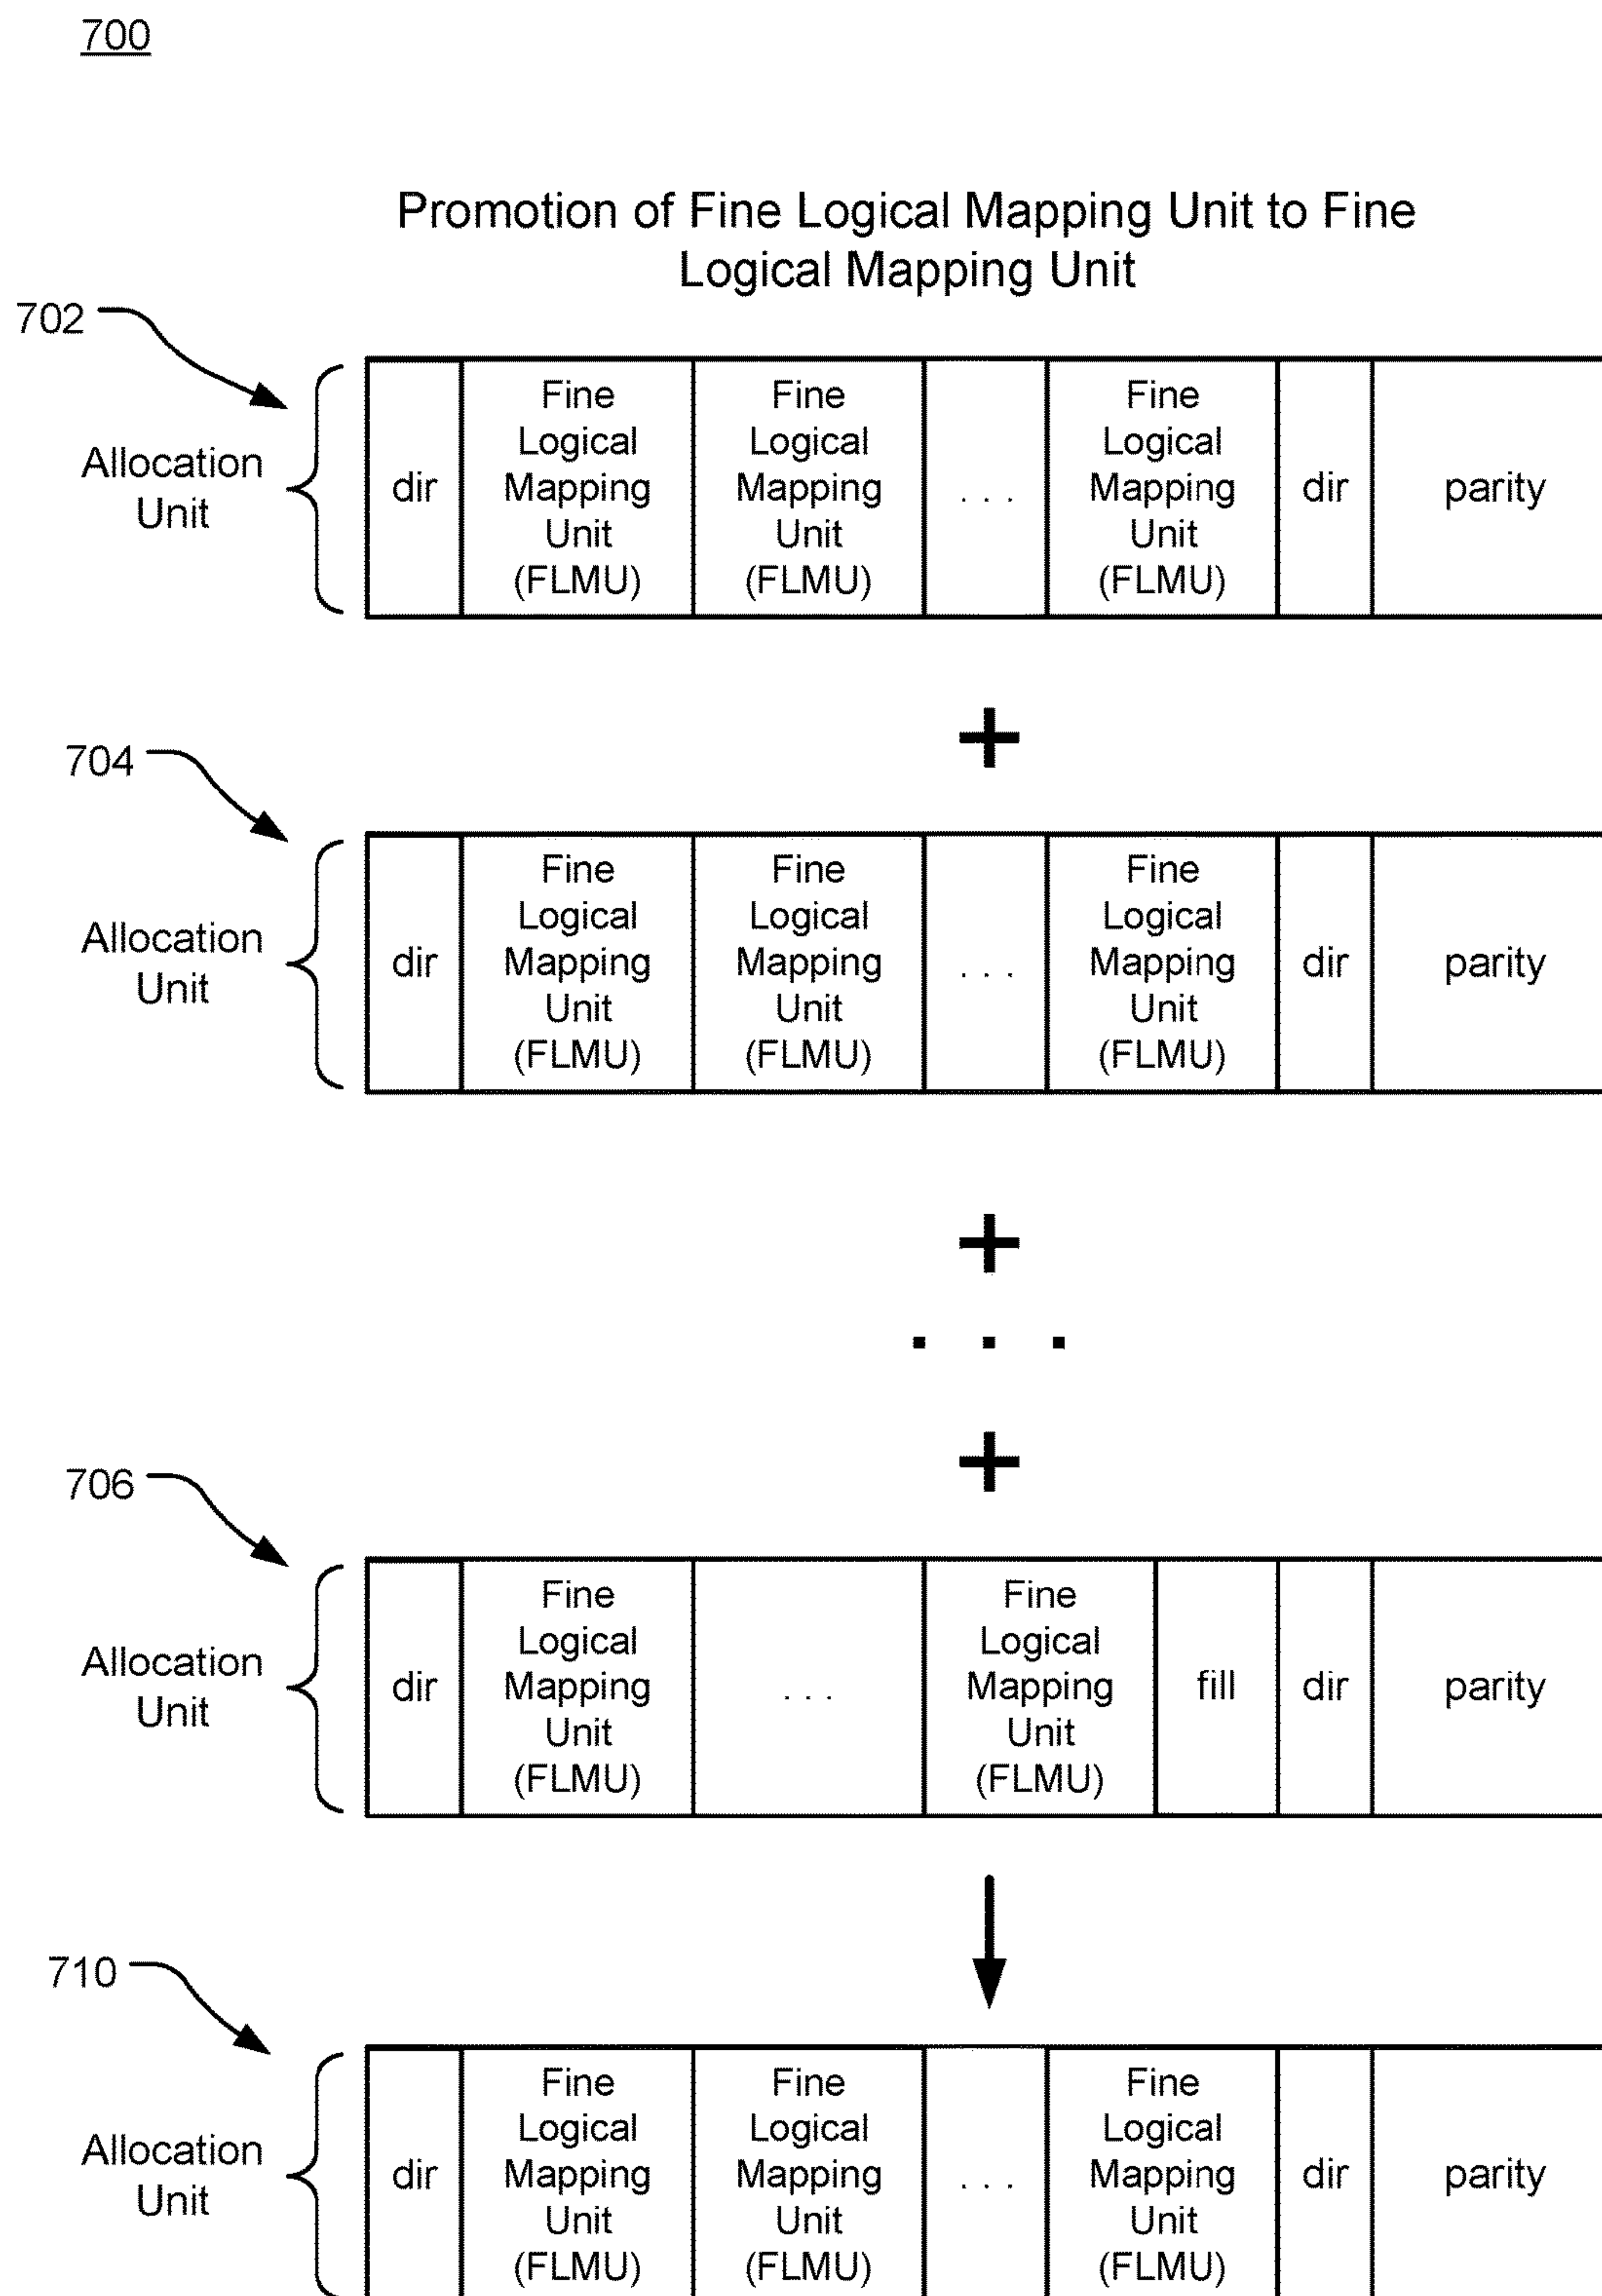 700
Promotion of Fine Logical Mapping Unit to Fine
Logical Mapping Unit
702
Allocation
Unit
dir
Fine
Logical
Mapping
Unit
(FLMU)
Fine
Logical
Mapping
Unit
(FLMU)
. . .
Fine
Logical
Mapping
Unit
(FLMU)
dir
parity
+
704
Allocation
Unit
dir
Fine
Logical
Mapping
Unit
(FLMU)
Fine
Logical
Mapping
Unit
(FLMU)
. . .
Fine
Logical
Mapping
Unit
(FLMU)
dir
parity
+
. . .
+
706
Allocation
Unit
dir
Fine
Logical
Mapping
Unit
(FLMU)
. . .
Fine
Logical
Mapping
Unit
(FLMU)
fill
dir
parity
710
Allocation
Unit
dir
Fine
Logical
Mapping
Unit
(FLMU)
Fine
Logical
Mapping
Unit
(FLMU)
. . .
Fine
Logical
Mapping
Unit
(FLMU)
dir
parity